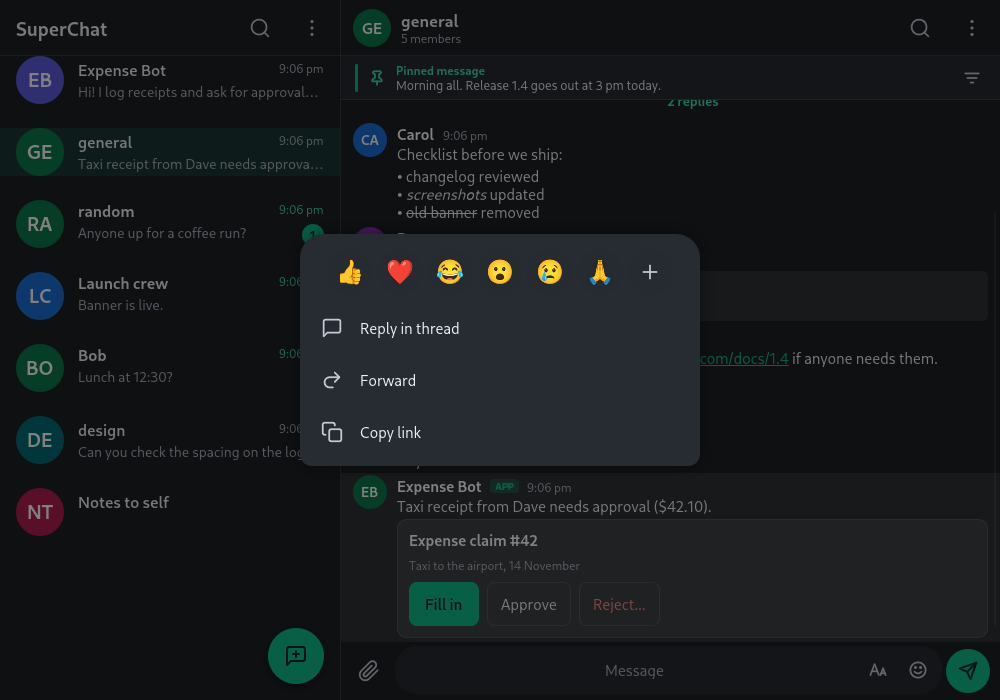 SuperChat
EB
Expense Bot
9:06 pm
Hi! I log receipts and ask for approval…
GE
general
9:06 pm
Taxi receipt from Dave needs approva…
RA
random
9:06 pm
Anyone up for a coffee run?
LC
Launch crew
9:06
Banner is live.
BO
Bob
9:06
Lunch at 12:30?
DE
design
9:06
Can you check the spacing on the log
NT
Notes to self
GE
general
5 members
Pinned message
Morning all. Release 1.4 goes out at 3 pm today.
2 replies
CA
Carol 9:06 pm
Checklist before we ship:
• changelog reviewed
• screenshots updated
• old banner removed
Reply in thread
Forward
Copy link
com/docs/1.4 if anyone needs them.
EB
Expense Bot APP 9:06 pm
Taxi receipt from Dave needs approval ($42.10).
Expense claim #42
Taxi to the airport, 14 November
Fill in
Approve
Reject...
Message
AA